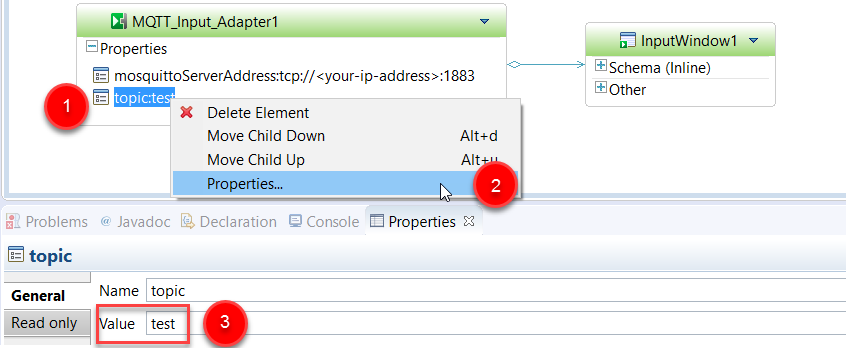 MQTT_Input_Adapter1
Properties
mosquittoServerAddress:tcp://<your-ip-address>:1883
topic:test
InputWindow1
Schema (Inline)
Other
1
Delete Element
Move Child Down Alt+d
Move Child Up Alt+u
Properties...
2
Problems @ Javadoc Declaration Console Properties
topic
General
Name topic
Read only
Value test
3